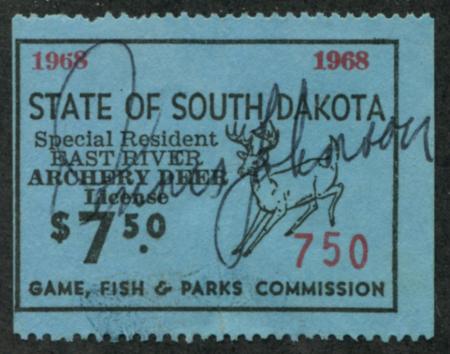 1968 1968
STATE OF SOUTH DAKOTA
Special Resident
EAST RIVER
ARCHERY DEER
License
$7.50
750
GAME, FISH & PARKS COMMISSION